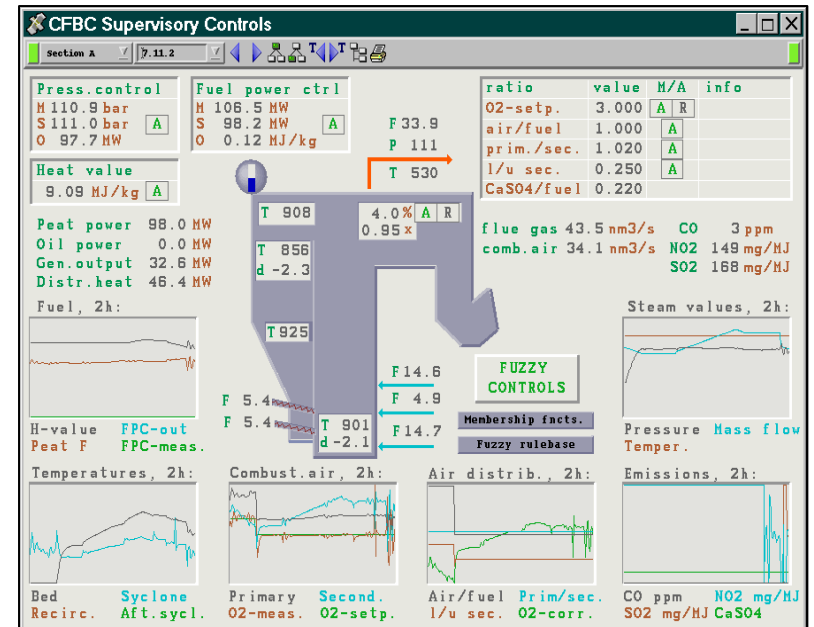 CFBC Supervisory Controls
Section A 7.11.2 T T
Press.control
M 110.9 bar
S 111.0 bar A
O 97.7 MW
Fuel power ctrl
M 106.5 MW
S 98.2 MW A
O 0.12 MJ/kg
ratio value M/A info
O2-setp. 3.000 A R
air/fuel 1.000 A
prim./sec. 1.020 A
l/u sec. 0.250 A
CaSO4/fuel 0.220
F 33.9
P 111
T 530
Heat value
9.09 MJ/kg A
T 908
4.0% A R
0.95 x
Peat power 98.0 MW
Oil power 0.0 MW
Gen.output 32.6 MW
Distr.heat 46.4 MW
T 856
d -2.3
flue gas 43.5 nm3/s CO 3 ppm
comb.air 34.1 nm3/s NO2 149 mg/MJ
SO2 168 mg/MJ
Fuel, 2h:
Steam values, 2h:
T 925
F 14.6
F 5.4
F 4.9
F 5.4
F 14.7
T 901
d -2.1
FUZZY
CONTROLS
Membership fncts.
Fuzzy rulebase
H-value FPC-out
Peat F FPC-meas.
Pressure Mass flow
Temper.
Temperatures, 2h:
Combust.air, 2h:
Air distrib., 2h:
Emissions, 2h:
Bed Syclone
Recirc. Aft.sycl.
Primary Second.
O2-meas. O2-setp.
Air/fuel Prim/sec.
l/u sec. O2-corr.
CO ppm NO2 mg/MJ
SO2 mg/MJ CaSO4